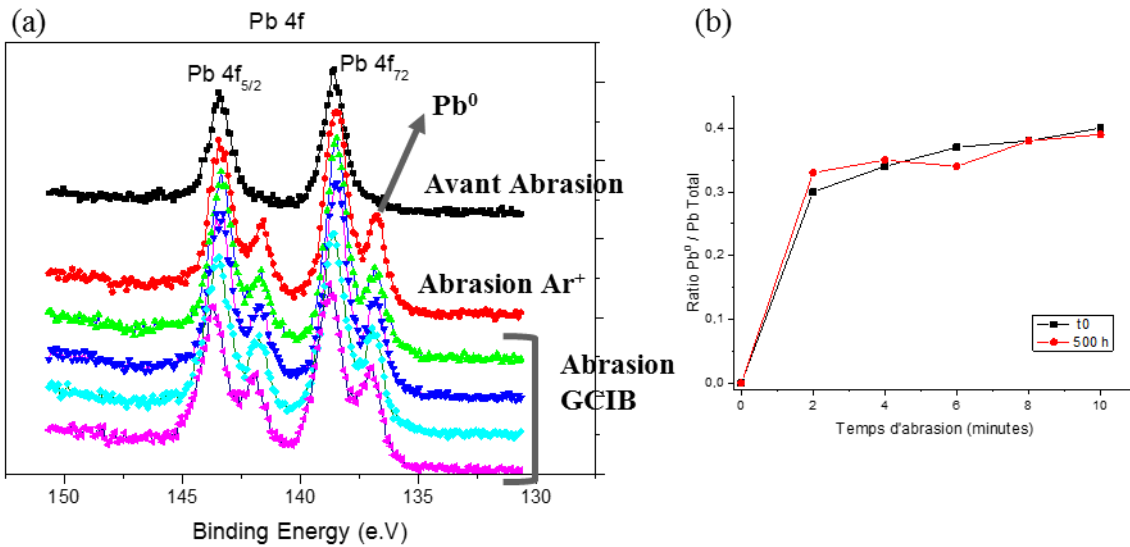 (a)
Pb 4f
Pb 4f5/2
Pb 4f72
Pb⁰
Avant Abrasion
Abrasion Ar⁺
Abrasion
GCIB
150
145
140
135
130
Binding Energy (e.V)
(b)
0,4
0,3
0,2
0,1
0,0
Ratio Pb⁰ / Pb Total
t0
500 h
0
2
4
6
8
10
Temps d'abrasion (minutes)